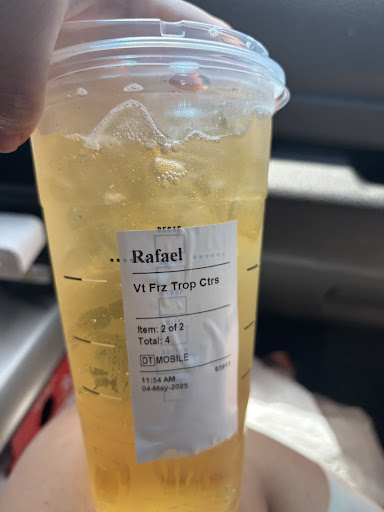 Rafael
Vt Frz Trop Ctrs
Item: 2 of 2
Total: 4
DT MOBILE
11:54 AM
04-May-2025